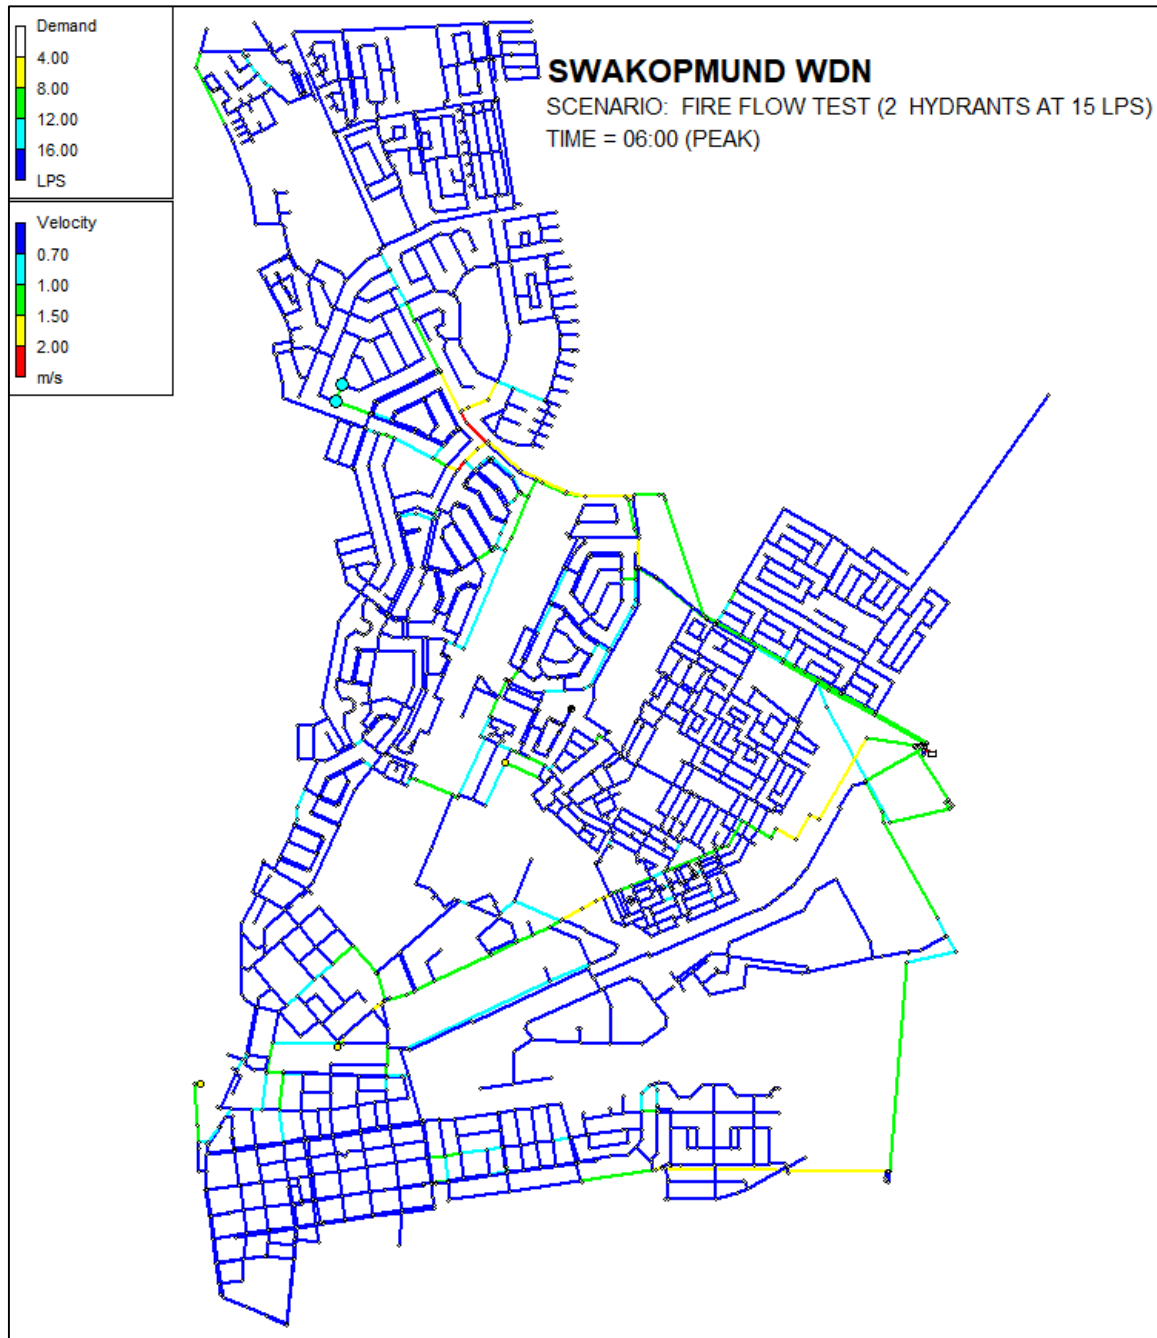 Demand
4.00
8.00
12.00
16.00
LPS
Velocity
0.70
1.00
1.50
2.00
m/s
SWAKOPMUND WDN
SCENARIO: FIRE FLOW TEST (2 HYDRANTS AT 15 LPS)
TIME = 06:00 (PEAK)